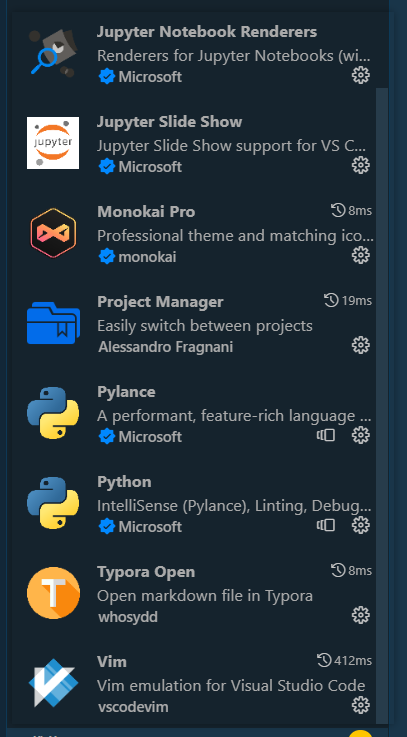 Jupyter Notebook Renderers
Renderers for Jupyter Notebooks (wi...
Microsoft
Jupyter
Jupyter Slide Show
Jupyter Slide Show support for VS C...
Microsoft
Monokai Pro 8ms
Professional theme and matching ico...
monokai
Project Manager 19ms
Easily switch between projects
Alessandro Fragnani
Pylance
A performant, feature-rich language ...
Microsoft
Python
IntelliSense (Pylance), Linting, Debug...
Microsoft
T
Typora Open 8ms
Open markdown file in Typora
whosydd
Vim 412ms
Vim emulation for Visual Studio Code
vscodevim